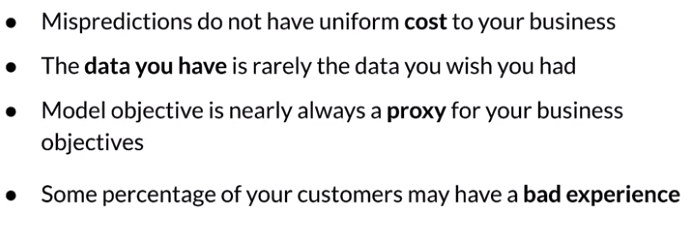 ● Mispredictions do not have uniform cost to your business
● The data you have is rarely the data you wish you had
● Model objective is nearly always a proxy for your business
objectives
● Some percentage of your customers may have a bad experience